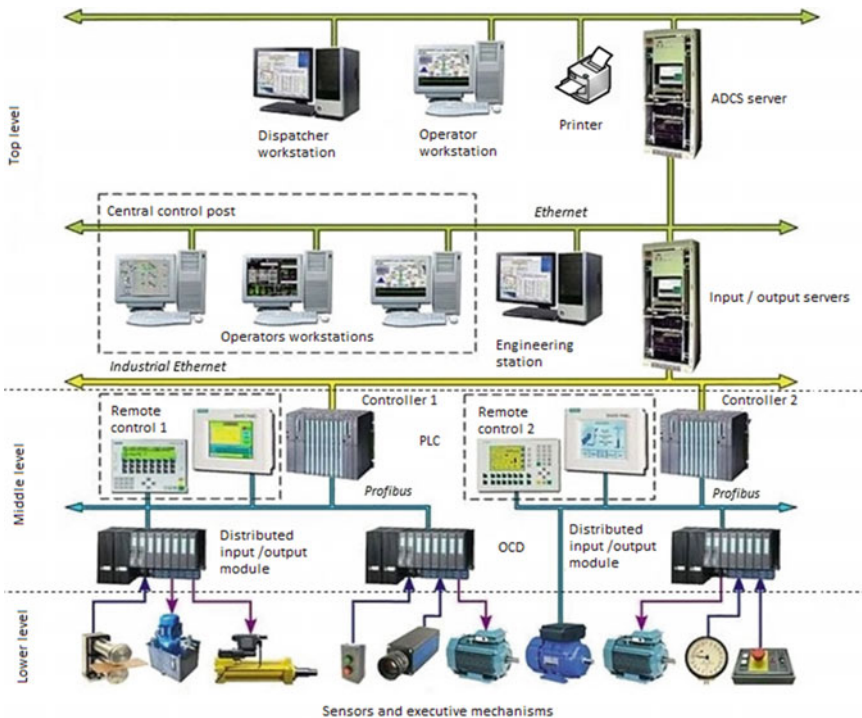 Top level
Dispatcher
workstation
Operator
workstation
Printer
ADCS server
Central control post
Ethernet
Operators workstations
Engineering
station
Input / output servers
Industrial Ethernet
Middle level
Remote
control 1
Controller 1
PLC
Remote
control 2
Controller 2
Profibus
Profibus
Distributed
input /output
module
OCD
Distributed
input /output
module
Lower level
Sensors and executive mechanisms